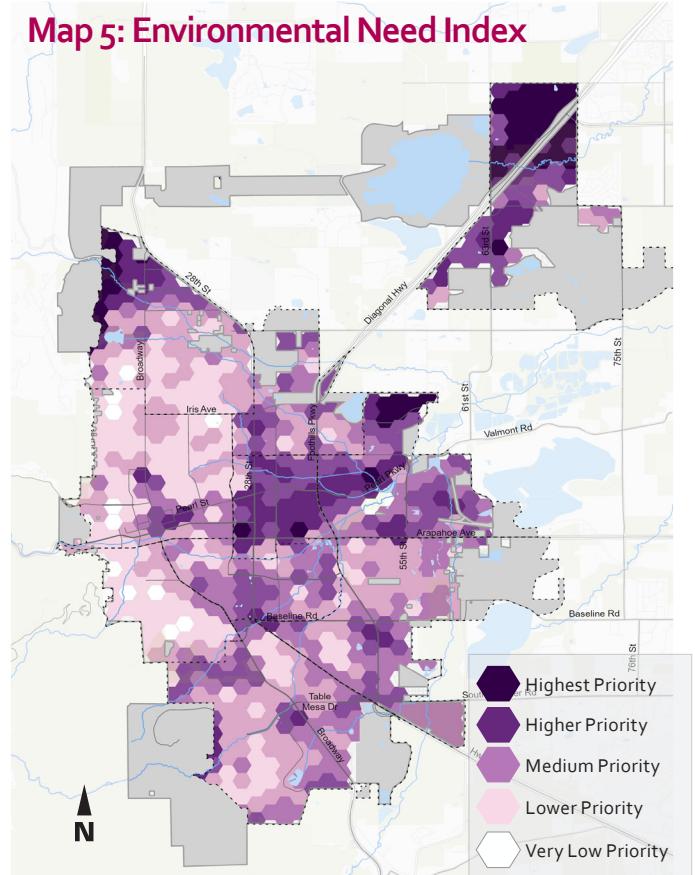 Map 5: Environmental Need Index
63rd St
28th St
Diagonal Hwy
75th St
Broadway
61st St
Iris Ave
Foothills Pkwy
Valmont Rd
28th St
Pearl Pkwy
Pearl St
Arapahoe Ave
55th St
Baseline Rd
Baseline Rd
76th St
Table
Mesa Dr
Broadway
Highest Priority
Higher Priority
Medium Priority
Lower Priority
Very Low Priority
N